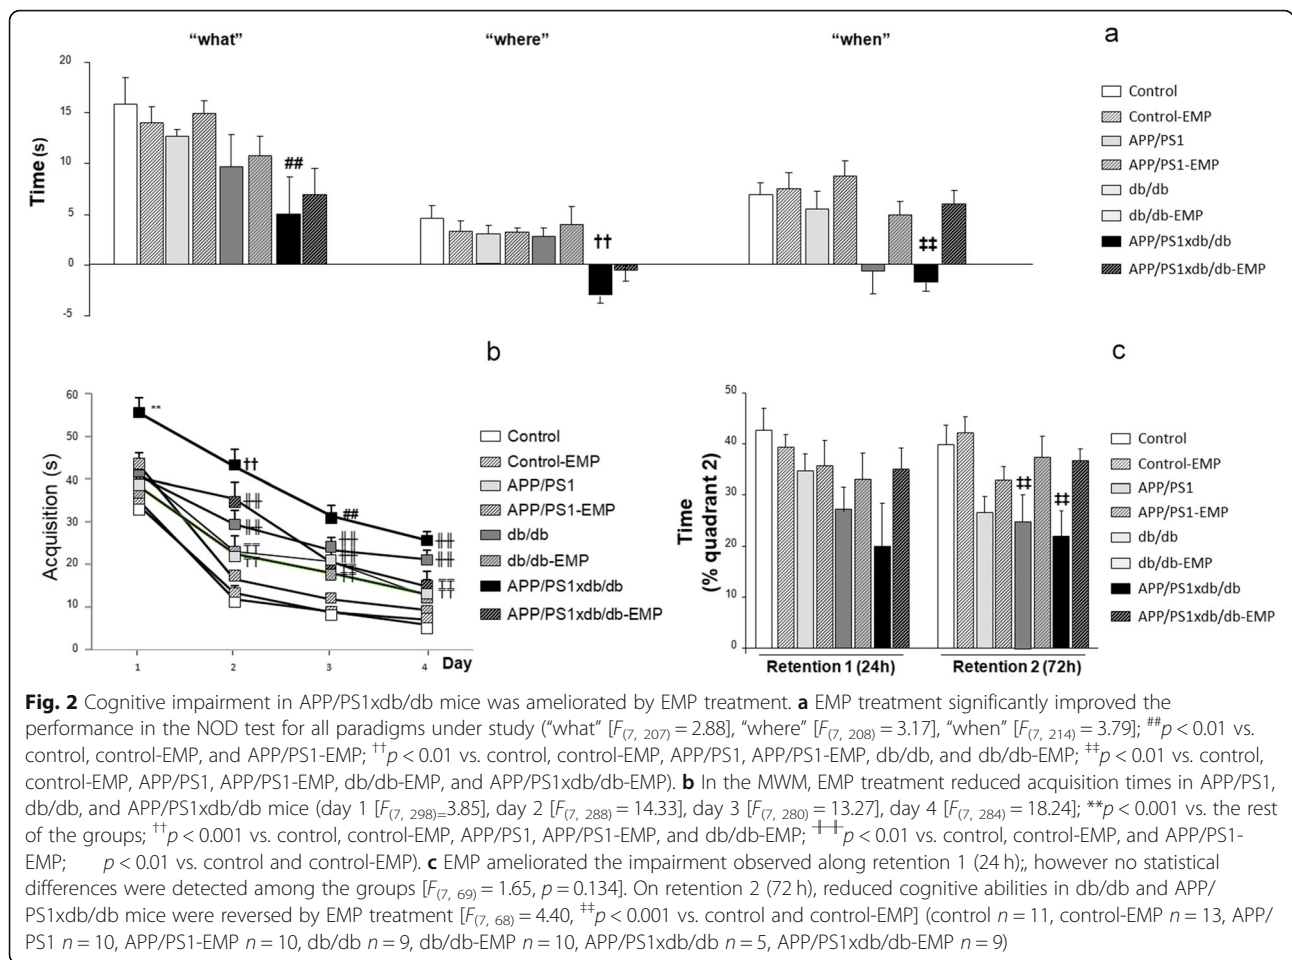 "what" "where" "when" a
20
15
10
5
0
-5
Time (s)
##
††
‡‡
Control
Control-EMP
APP/PS1
APP/PS1-EMP
db/db
db/db-EMP
APP/PS1xdb/db
APP/PS1xdb/db-EMP
b
60
50
40
30
20
10
0
Acquisition (s)
**
††
##
1 2 3 4 Day
Control
Control-EMP
APP/PS1
APP/PS1-EMP
db/db
db/db-EMP
APP/PS1xdb/db
APP/PS1xdb/db-EMP
c
50
40
30
20
10
0
Time
(% quadrant 2)
‡‡
‡‡
Retention 1 (24h) Retention 2 (72h)
Control
Control-EMP
APP/PS1
APP/PS1-EMP
db/db
db/db-EMP
APP/PS1xdb/db
APP/PS1xdb/db-EMP
Fig. 2 Cognitive impairment in APP/PS1xdb/db mice was ameliorated by EMP treatment. a EMP treatment significantly improved the
performance in the NOD test for all paradigms under study ("what" [F(7, 207) = 2.88], "where" [F(7, 208) = 3.17], "when" [F(7, 214) = 3.79]; ##p < 0.01 vs.
control, control-EMP, and APP/PS1-EMP; ††p < 0.01 vs. control, control-EMP, APP/PS1, APP/PS1-EMP, db/db, and db/db-EMP; ‡‡p < 0.01 vs. control,
control-EMP, APP/PS1, APP/PS1-EMP, db/db-EMP, and APP/PS1xdb/db-EMP). b In the MWM, EMP treatment reduced acquisition times in APP/PS1,
db/db, and APP/PS1xdb/db mice (day 1 [F(7, 298)=3.85], day 2 [F(7, 288) = 14.33], day 3 [F(7, 280) = 13.27], day 4 [F(7, 284) = 18.24]; **p < 0.001 vs. the rest
of the groups; ††p < 0.001 vs. control, control-EMP, APP/PS1, APP/PS1-EMP, and db/db-EMP; ╫╫p < 0.01 vs. control, control-EMP, and APP/PS1-
EMP; p < 0.01 vs. control and control-EMP). c EMP ameliorated the impairment observed along retention 1 (24 h);, however no statistical
differences were detected among the groups [F(7, 69) = 1.65, p = 0.134]. On retention 2 (72 h), reduced cognitive abilities in db/db and APP/
PS1xdb/db mice were reversed by EMP treatment [F(7, 68) = 4.40, ‡‡p < 0.001 vs. control and control-EMP] (control n = 11, control-EMP n = 13, APP/
PS1 n = 10, APP/PS1-EMP n = 10, db/db n = 9, db/db-EMP n = 10, APP/PS1xdb/db n = 5, APP/PS1xdb/db-EMP n = 9)